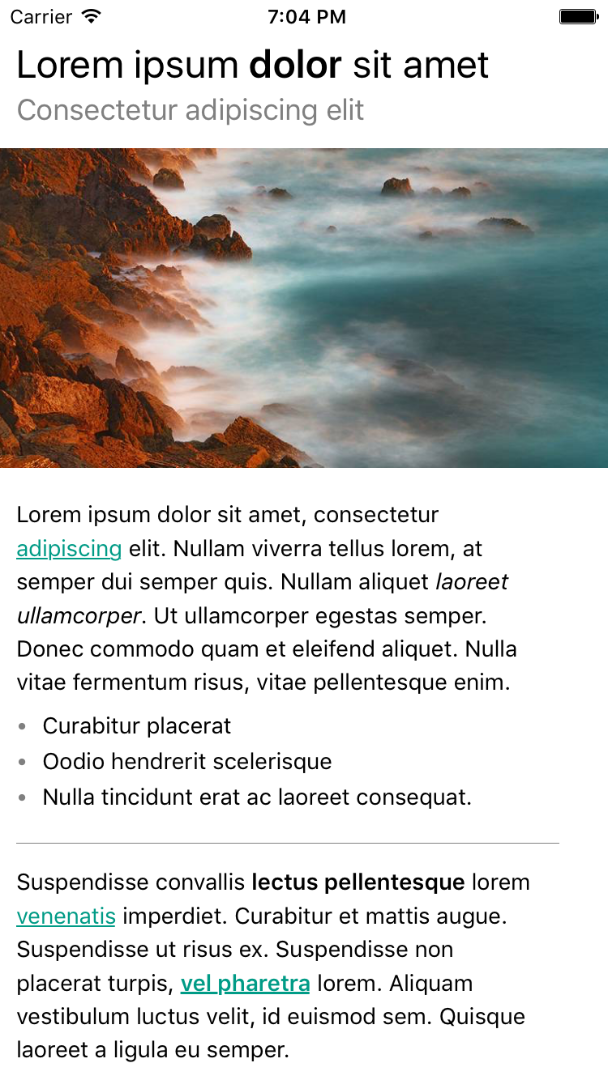 Carrier 7:04 PM
Lorem ipsum dolor sit amet
Consectetur adipiscing elit
Lorem ipsum dolor sit amet, consectetur
adipiscing elit. Nullam viverra tellus lorem, at
semper dui semper quis. Nullam aliquet laoreet
ullamcorper. Ut ullamcorper egestas semper.
Donec commodo quam et eleifend aliquet. Nulla
vitae fermentum risus, vitae pellentesque enim.
• Curabitur placerat
• Oodio hendrerit scelerisque
• Nulla tincidunt erat ac laoreet consequat.
Suspendisse convallis lectus pellentesque lorem
venenatis imperdiet. Curabitur et mattis augue.
Suspendisse ut risus ex. Suspendisse non
placerat turpis, vel pharetra lorem. Aliquam
vestibulum luctus velit, id euismod sem. Quisque
laoreet a ligula eu semper.